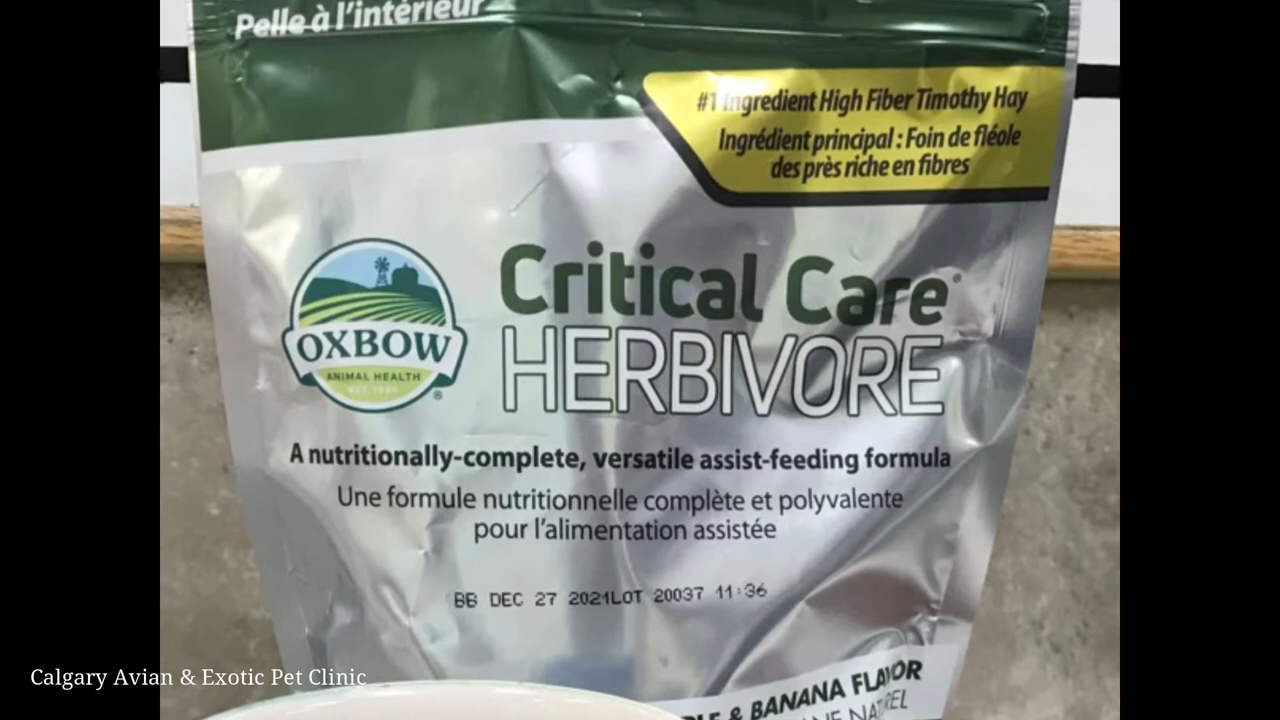 Pelle à l'intérieur
#1 Ingredient High Fiber Timothy Hay
Ingrédient principal : Foin de fléole
des près riche en fibres
Critical Care®
HERBIVORE
OXBOW
ANIMAL HEALTH
A nutritionally-complete, versatile assist-feeding formula
Une formule nutritionnelle complète et polyvalente
pour l'alimentation assistée
BB DEC 27 2021LOT 20037 11:36
& BANANA FLAVOR
Calgary Avian & Exotic Pet Clinic